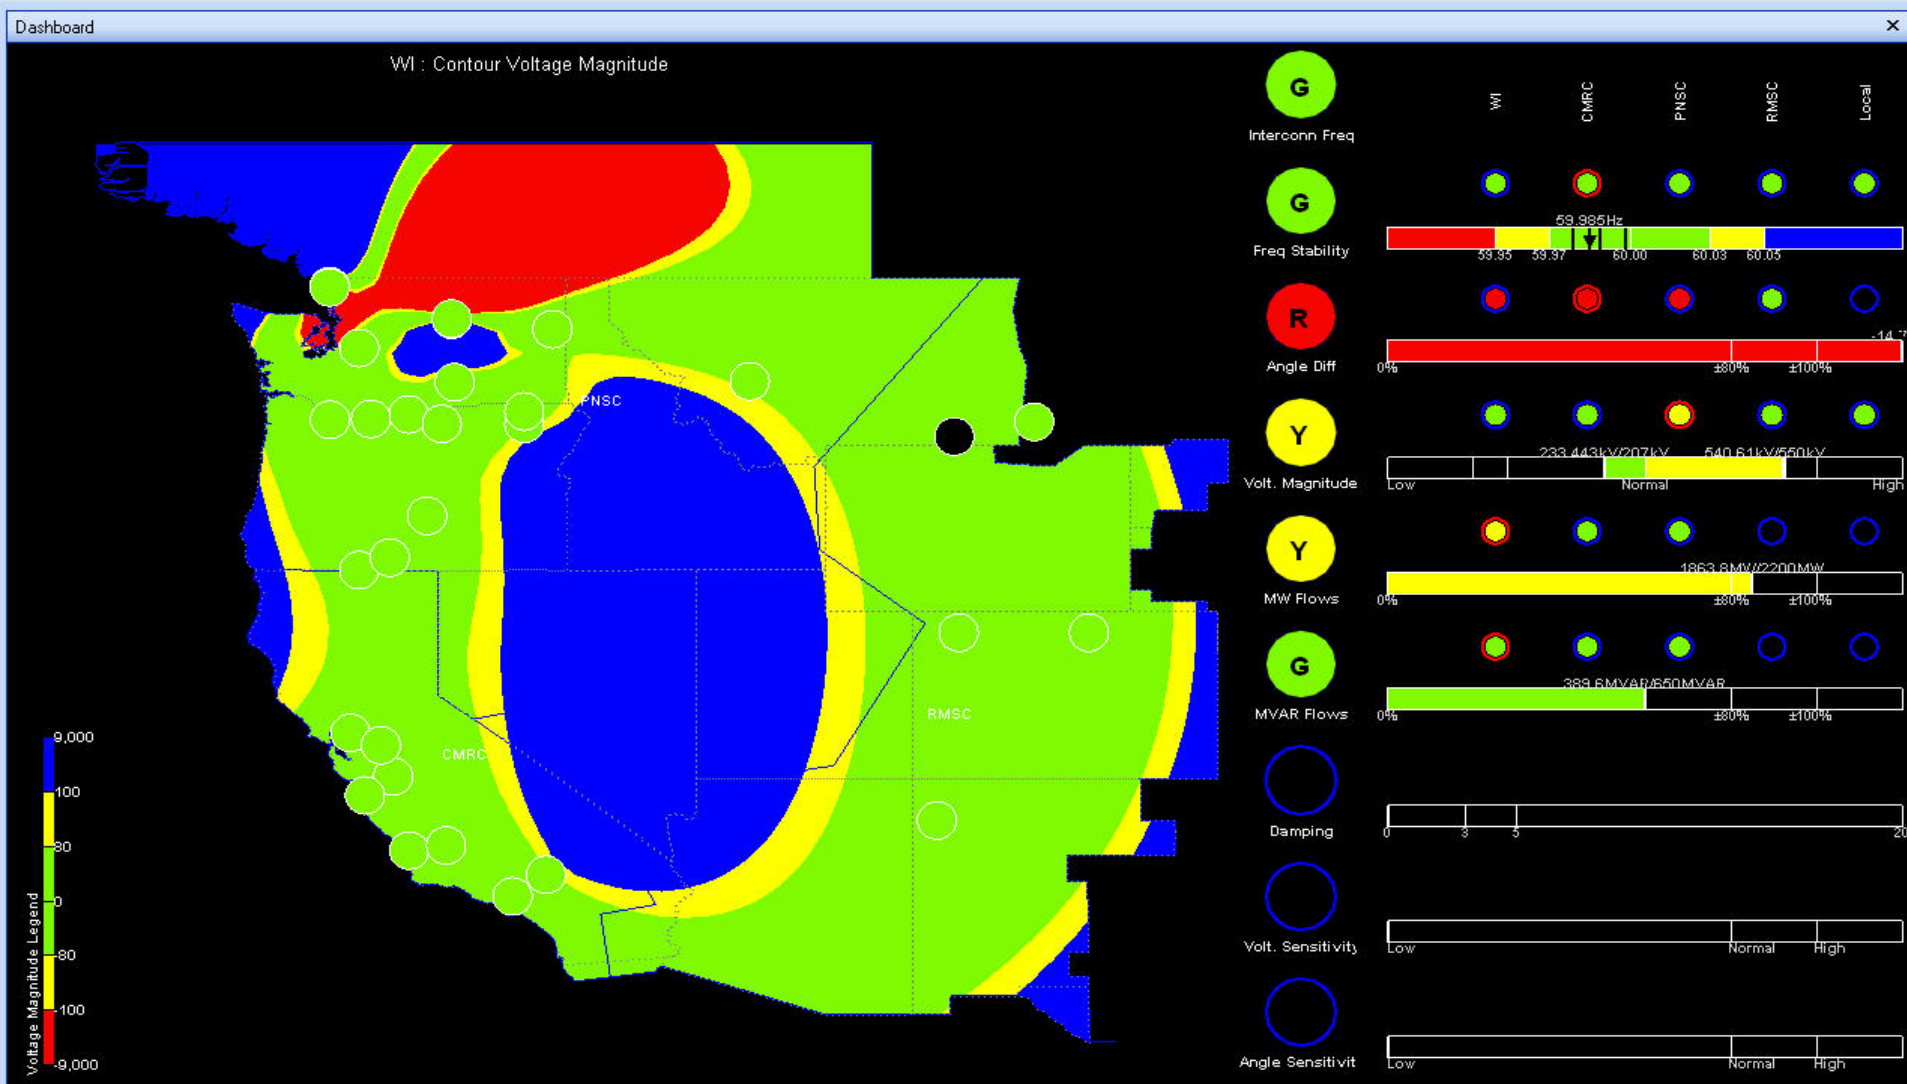 Dashboard
WI : Contour Voltage Magnitude
PNSC
CMRC
RMSC
9,000
100
80
0
-80
-100
-9,000
Voltage Magnitude Legend
WI
CMRC
PNSC
RMSC
Local
G
Interconn Freq
G
Freq Stability
59.985Hz
59.95 59.97 60.00 60.03 60.05
R
Angle Diff
-14.7
0% ±80% ±100%
Y
Volt. Magnitude
233.443kV/207kV 540.61kV/550kV
Low Normal High
Y
MW Flows
1863.8MV//2200MW
0% ±80% ±100%
G
MVAR Flows
389.6MVAR/650MVAR
0% ±80% ±100%
Damping
0 3 5 20
Volt. Sensitivity
Low Normal High
Angle Sensitivit
Low Normal High